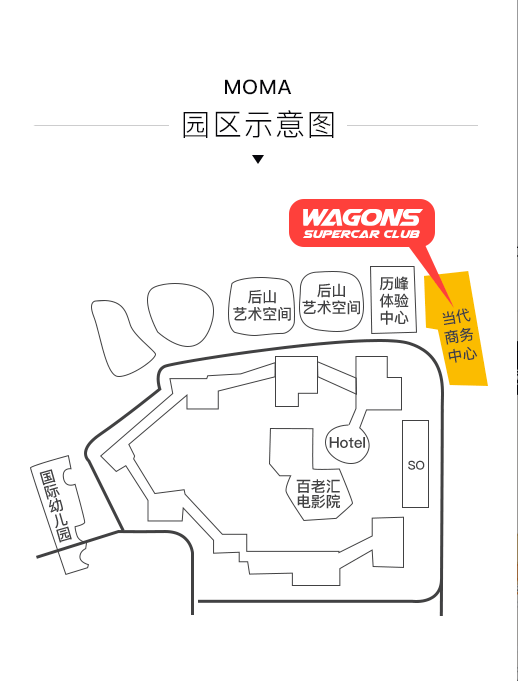 MOMA
园区示意图
WAGONS
SUPERCAR CLUB
后山
艺术空间
后山
艺术空间
历峰
体验
中心
当代
商务
中心
Hotel
SO
百老汇
电影院
国际幼儿园